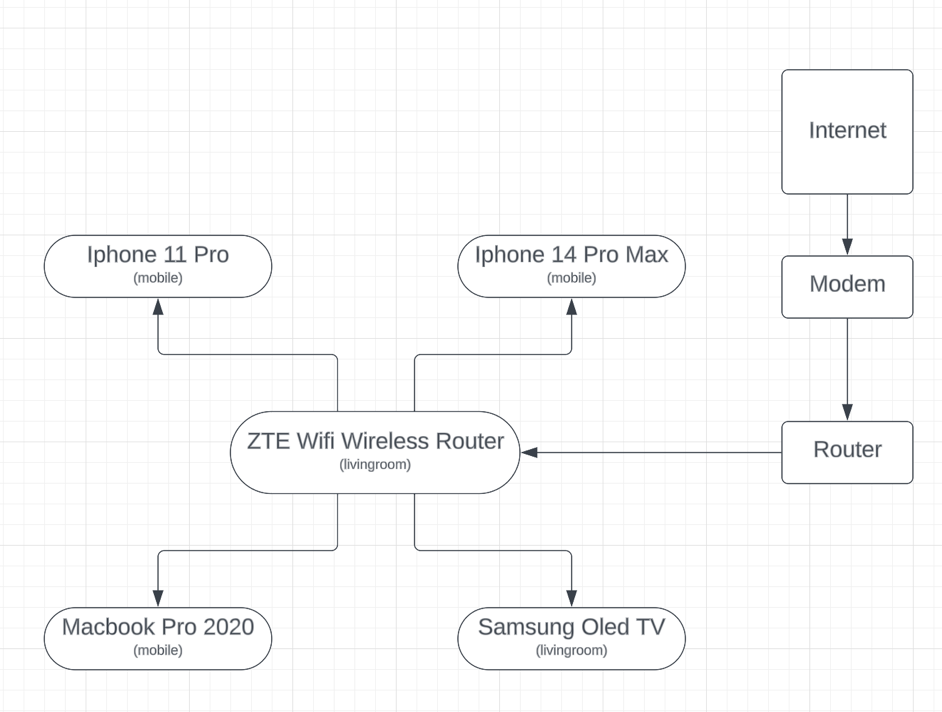 Internet
Iphone 11 Pro
(mobile)
Iphone 14 Pro Max
(mobile)
Modem
ZTE Wifi Wireless Router
(livingroom)
Router
Macbook Pro 2020
(mobile)
Samsung Oled TV
(livingroom)